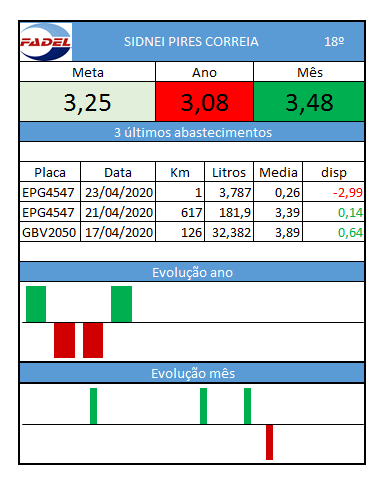 FADEL SIDNEI PIRES CORREIA 18º
Meta Ano Mês
3,25 3,08 3,48
3 últimos abastecimentos
Placa Data Km Litros Media disp
EPG4547 23/04/2020 1 3,787 0,26 -2,99
EPG4547 21/04/2020 617 181,9 3,39 0,14
GBV2050 17/04/2020 126 32,382 3,89 0,64
Evolução ano
Evolução mês